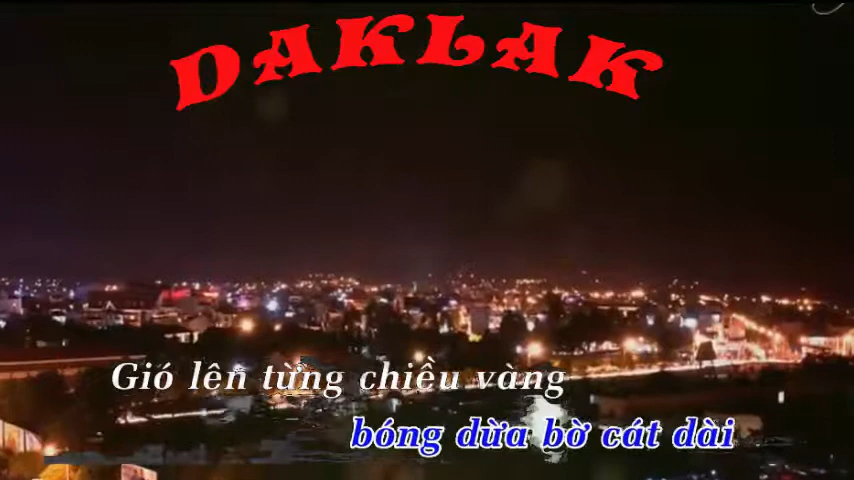 DAKLAK
Gió lên từng chiều vàng
bóng dừa bờ cát dài